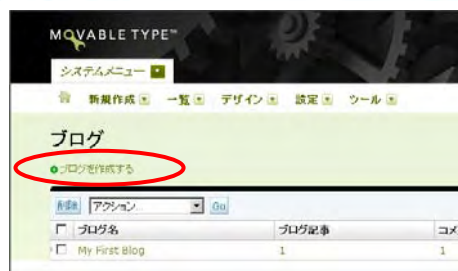 MOVABLE TYPE™
システムメニュー
新規作成 一覧 デザイン 設定 ツール
ブログ
ブログを作成する
削除 アクション... Go
ブログ名 ブログ記事 コメ
My First Blog 1 1